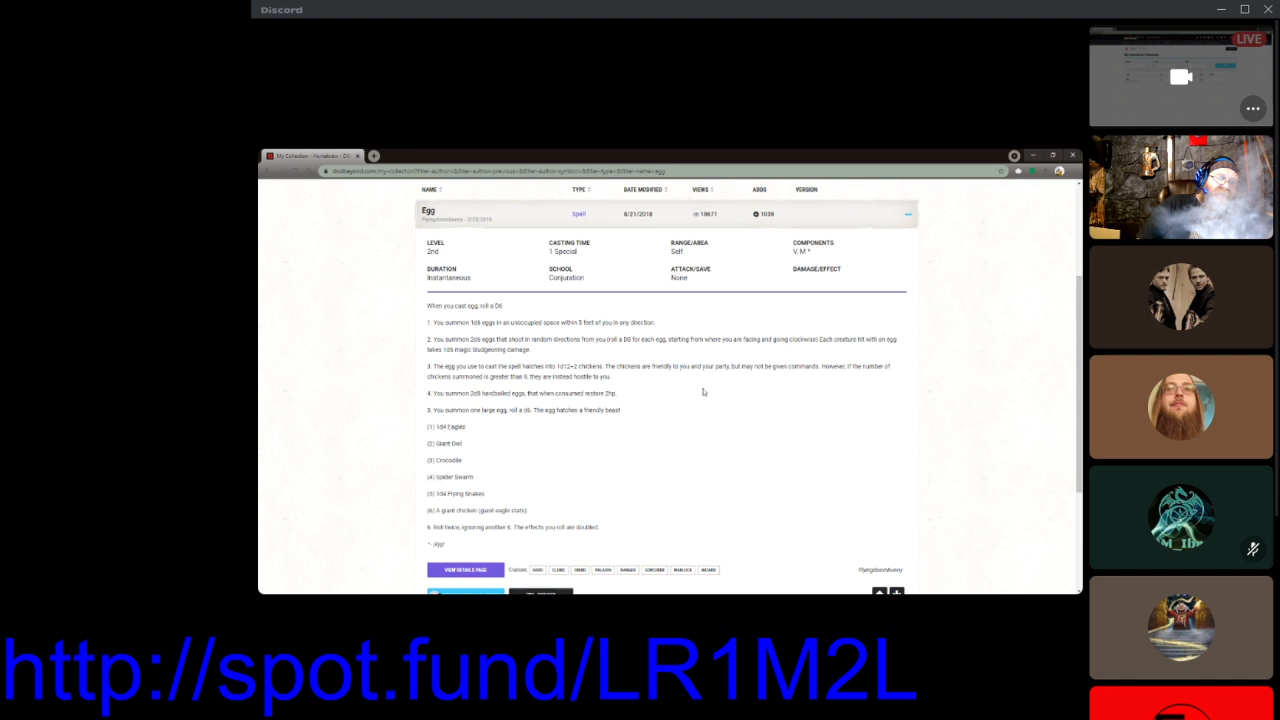 Discord
LIVE
My Collection - Homebrew - D&
NAME TYPE DATE MODIFIED VIEWS ADDS VERSION
Egg Spell 8/21/2018 18671 1038
LEVEL CASTING TIME RANGE/AREA COMPONENTS
2nd 1 Special Self V, M *
DURATION SCHOOL ATTACK/SAVE DAMAGE/EFFECT
Instantaneous Conjuration None
When you cast egg, roll a D6
1. You summon 1d6 eggs in an unoccupied space within 5 feet of you in any direction.
2. You summon 2d6 eggs that shoot in random directions from you (roll a D8 for each egg, starting from where you are facing and going clockwise) Each creature hit with an egg
takes 1d6 magic bludgeoning damage.
3. The egg you use to cast the spell hatches into 1d12+2 chickens. The chickens are friendly to you and your party, but may not be given commands. However, if the number of
chickens summoned is greater than 9, they are instead hostile to you.
4. You summon 2d8 hardboiled eggs, that when consumed restore 2hp.
5. You summon one large egg, roll a d6. The egg hatches a friendly beast
(1) 1d4 Eagles
(2) Giant Owl
(3) Crocodile
(4) Spider Swarm
(5) 1d4 Flying Snakes
(6) A giant chicken (giant eagle stats)
6. Roll twice, ignoring another 6. The effects you roll are doubled.
* - (Egg)
VIEW DETAILS PAGE Classes: BARD CLERIC DRUID PALADIN RANGER SORCERER WARLOCK WIZARD
http://spot.fund/LR1M2L